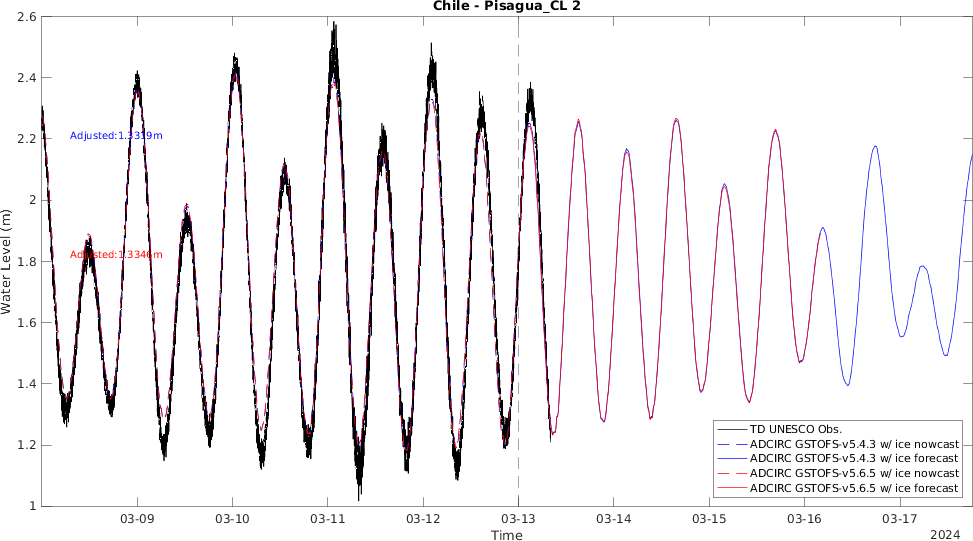 Chile - Pisagua_CL 2
Water Level (m)
2.6
2.4
2.2
2
1.8
1.6
1.4
1.2
1
Adjusted:1.3319m
Adjusted:1.3346m
TD UNESCO Obs.
ADCIRC GSTOFS-v5.4.3 w/ ice nowcast
ADCIRC GSTOFS-v5.4.3 w/ ice forecast
ADCIRC GSTOFS-v5.6.5 w/ ice nowcast
ADCIRC GSTOFS-v5.6.5 w/ ice forecast
03-09 03-10 03-11 03-12 03-13 03-14 03-15 03-16 03-17
Time
2024